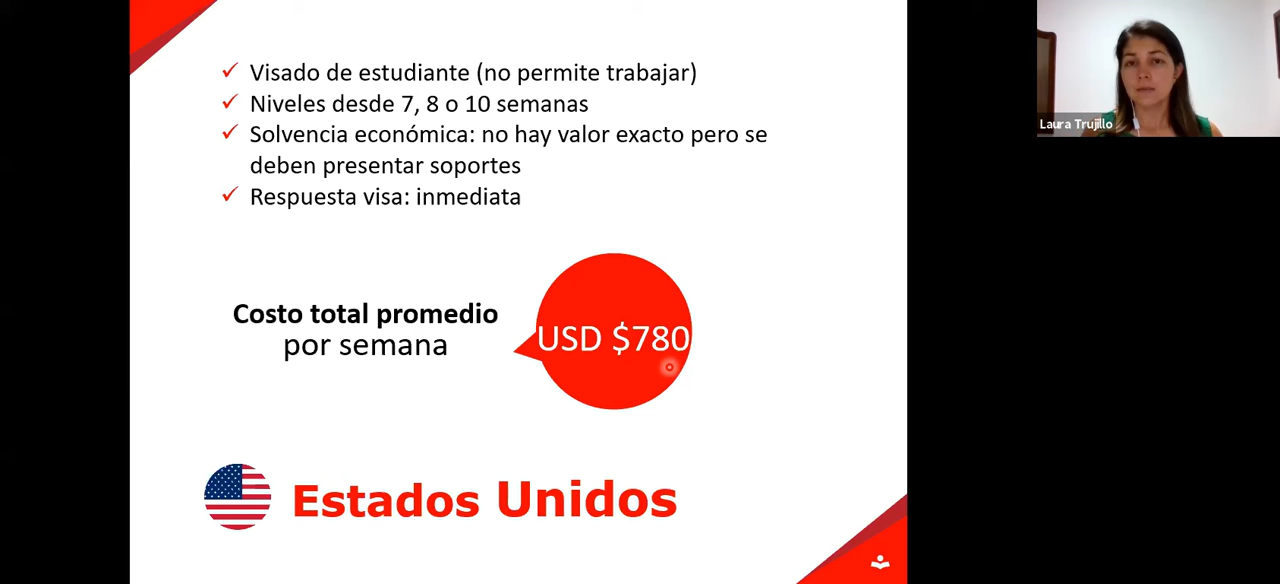 Visado de estudiante (no permite trabajar)
Niveles desde 7, 8 o 10 semanas
Solvencia económica: no hay valor exacto pero se
deben presentar soportes
Respuesta visa: inmediata
Costo total promedio
por semana
USD $780
Estados Unidos
Laura Trujillo